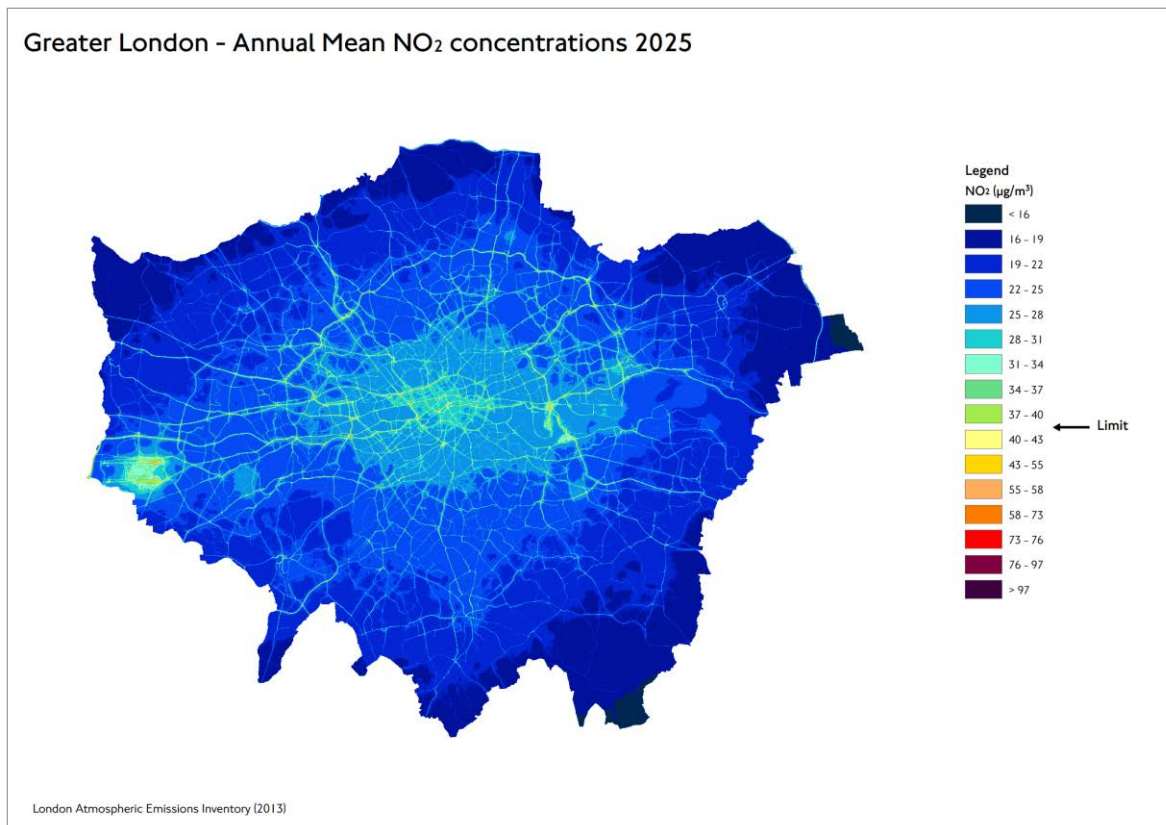 Greater London - Annual Mean NO₂ concentrations 2025
Legend
NO₂ (µg/m³)
< 16
16 - 19
19 - 22
22 - 25
25 - 28
28 - 31
31 - 34
34 - 37
37 - 40
Limit
40 - 43
43 - 55
55 - 58
58 - 73
73 - 76
76 - 97
> 97
London Atmospheric Emissions Inventory (2013)